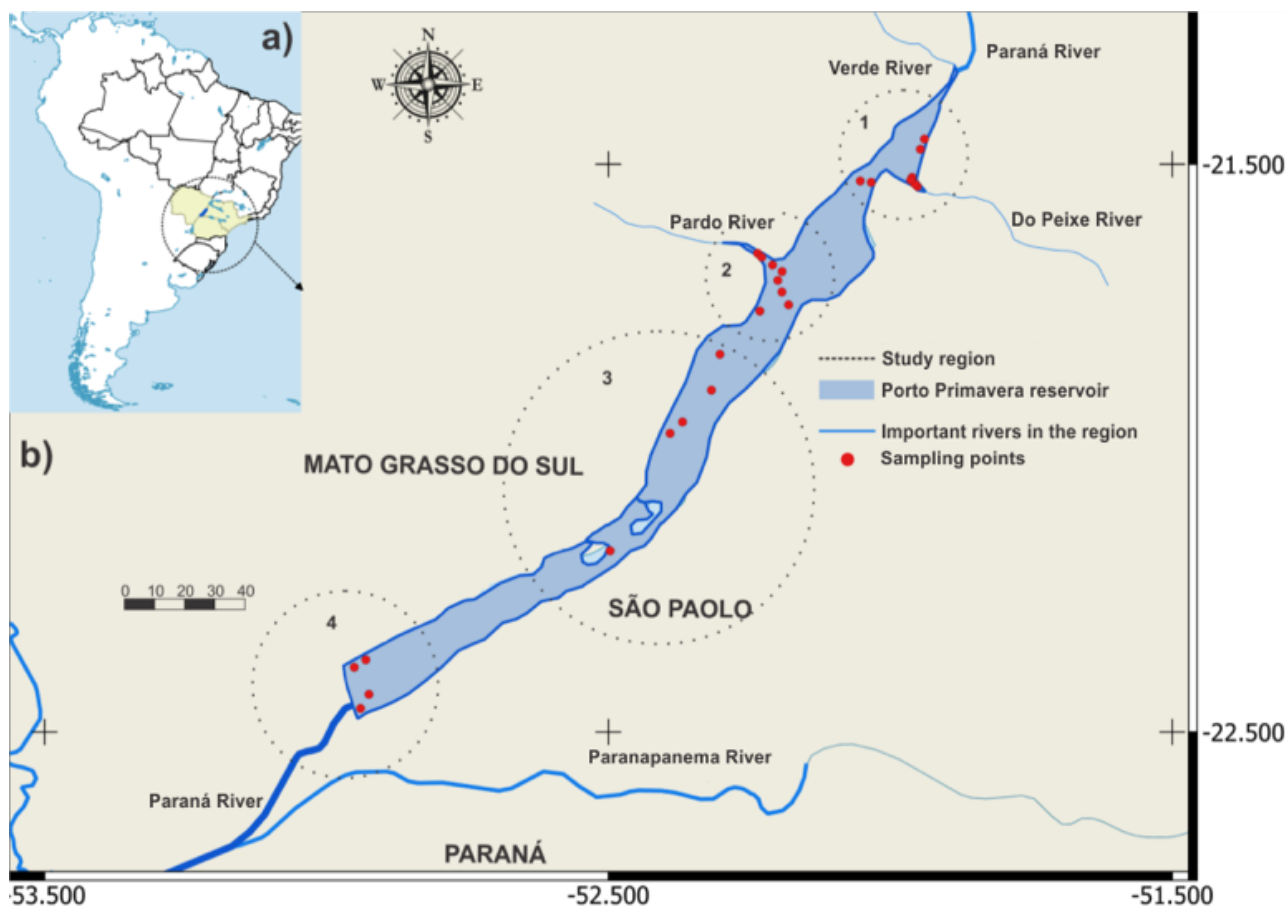 a)
N
W
E
S
Paraná River
Verde River
1
-21.500
Pardo River
Do Peixe River
2
Study region
3
Porto Primavera reservoir
Important rivers in the region
b)
MATO GRASSO DO SUL
Sampling points
0 10 20 30 40
SÃO PAOLO
4
-22.500
Paranapanema River
Paraná River
PARANÁ
-53.500
-52.500
-51.500